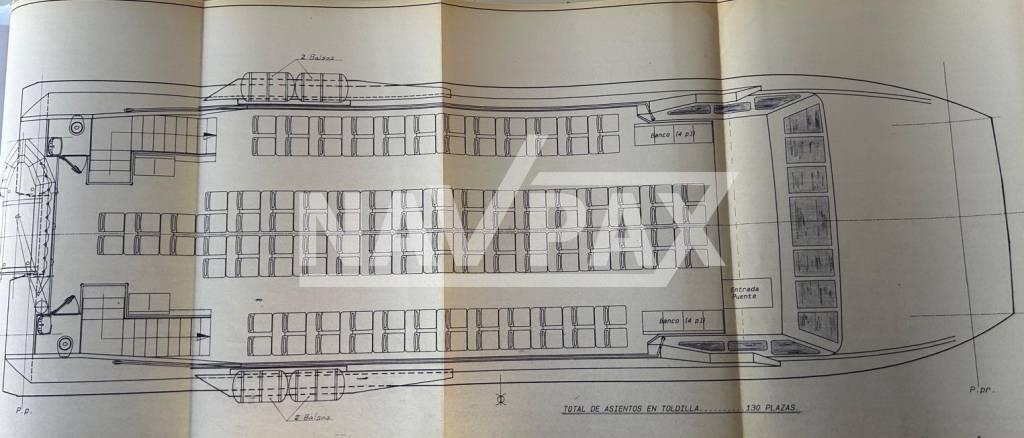 2 Balsas
Banco (4 p)
NAVPAX
Entrada
Puente
Banco (4 p)
P.p.
2 Balsas
P.pr.
TOTAL DE ASIENTOS EN TOLDILLA.........130 PLAZAS.